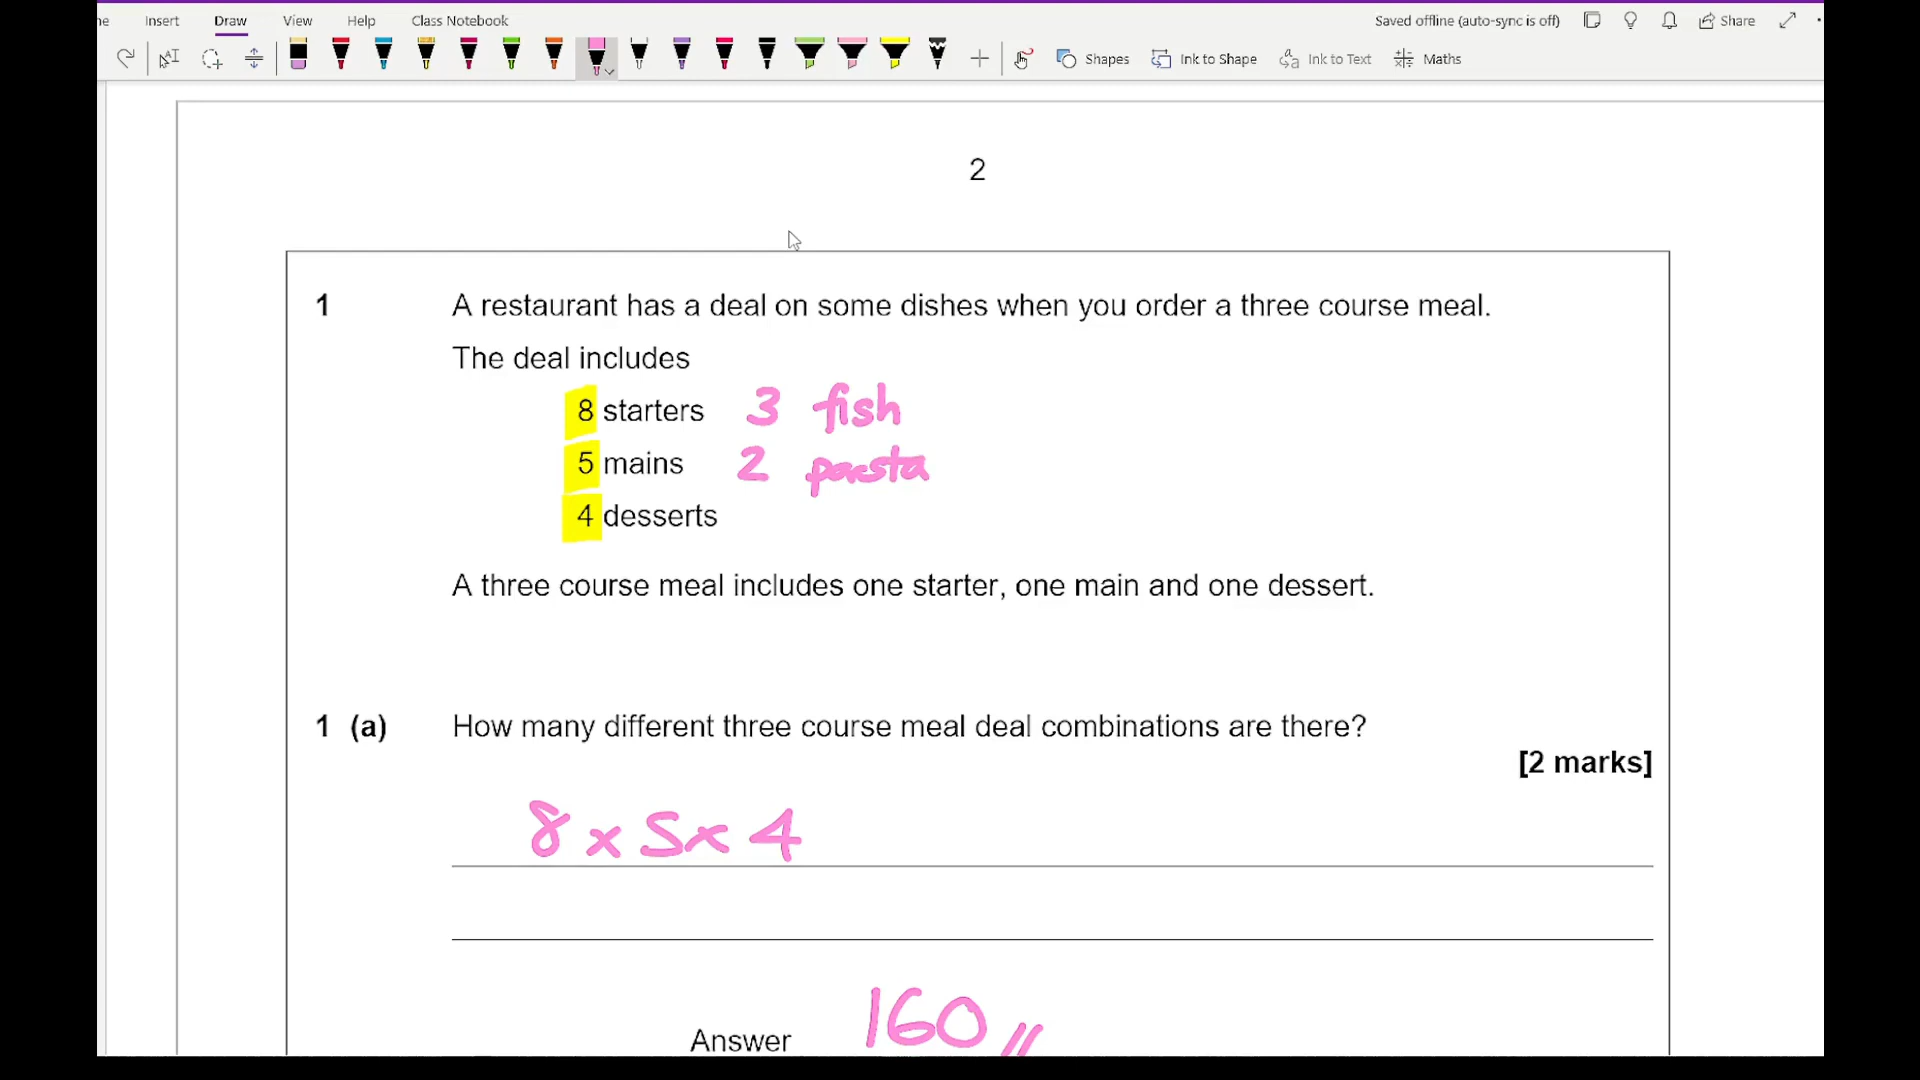 Insert Draw View Help Class Notebook Saved offline (auto-sync is off) Share
Shapes Ink to Shape Ink to Text Maths
2
1 A restaurant has a deal on some dishes when you order a three course meal.
The deal includes
8 starters 3 fish
5 mains 2 pasta
4 desserts
A three course meal includes one starter, one main and one dessert.
1 (a) How many different three course meal deal combinations are there?
[2 marks]
8 x 5 x 4
Answer 160